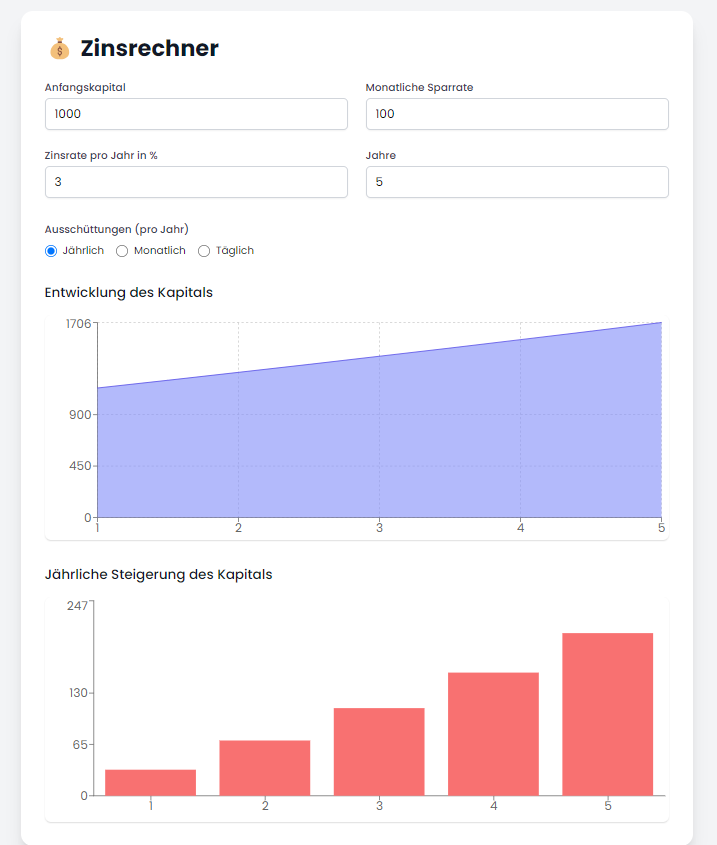 💰 Zinsrechner
Anfangskapital Monatliche Sparrate
1000 100
Zinsrate pro Jahr in % Jahre
3 5
Ausschüttungen (pro Jahr)
Jährlich Monatlich Täglich
Entwicklung des Kapitals
1706
900
450
0
1 2 3 4 5
Jährliche Steigerung des Kapitals
247
130
65
0
1 2 3 4 5